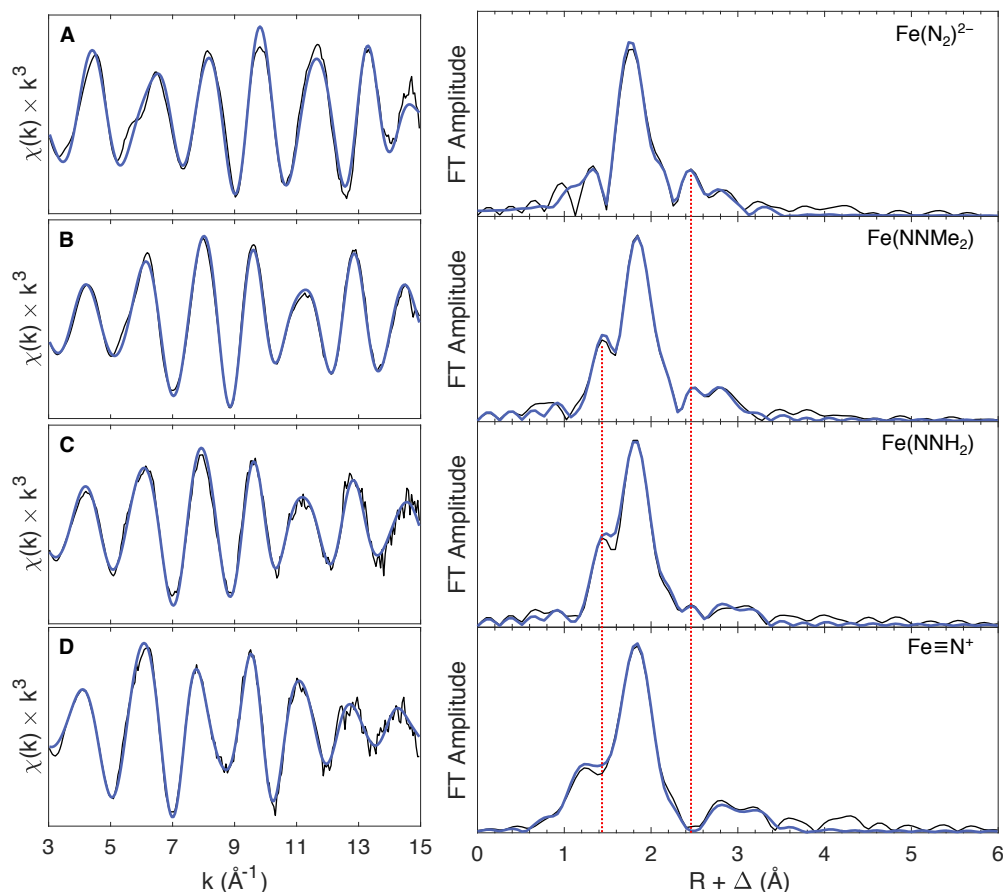 A
χ(k) × k³
B
χ(k) × k³
C
χ(k) × k³
D
χ(k) × k³
3 5 7 9 11 13 15
k (Å⁻¹)
Fe(N₂)²⁻
FT Amplitude
Fe(NNMe₂)
FT Amplitude
Fe(NNH₂)
FT Amplitude
Fe≡N⁺
FT Amplitude
0 1 2 3 4 5 6
R + Δ (Å)